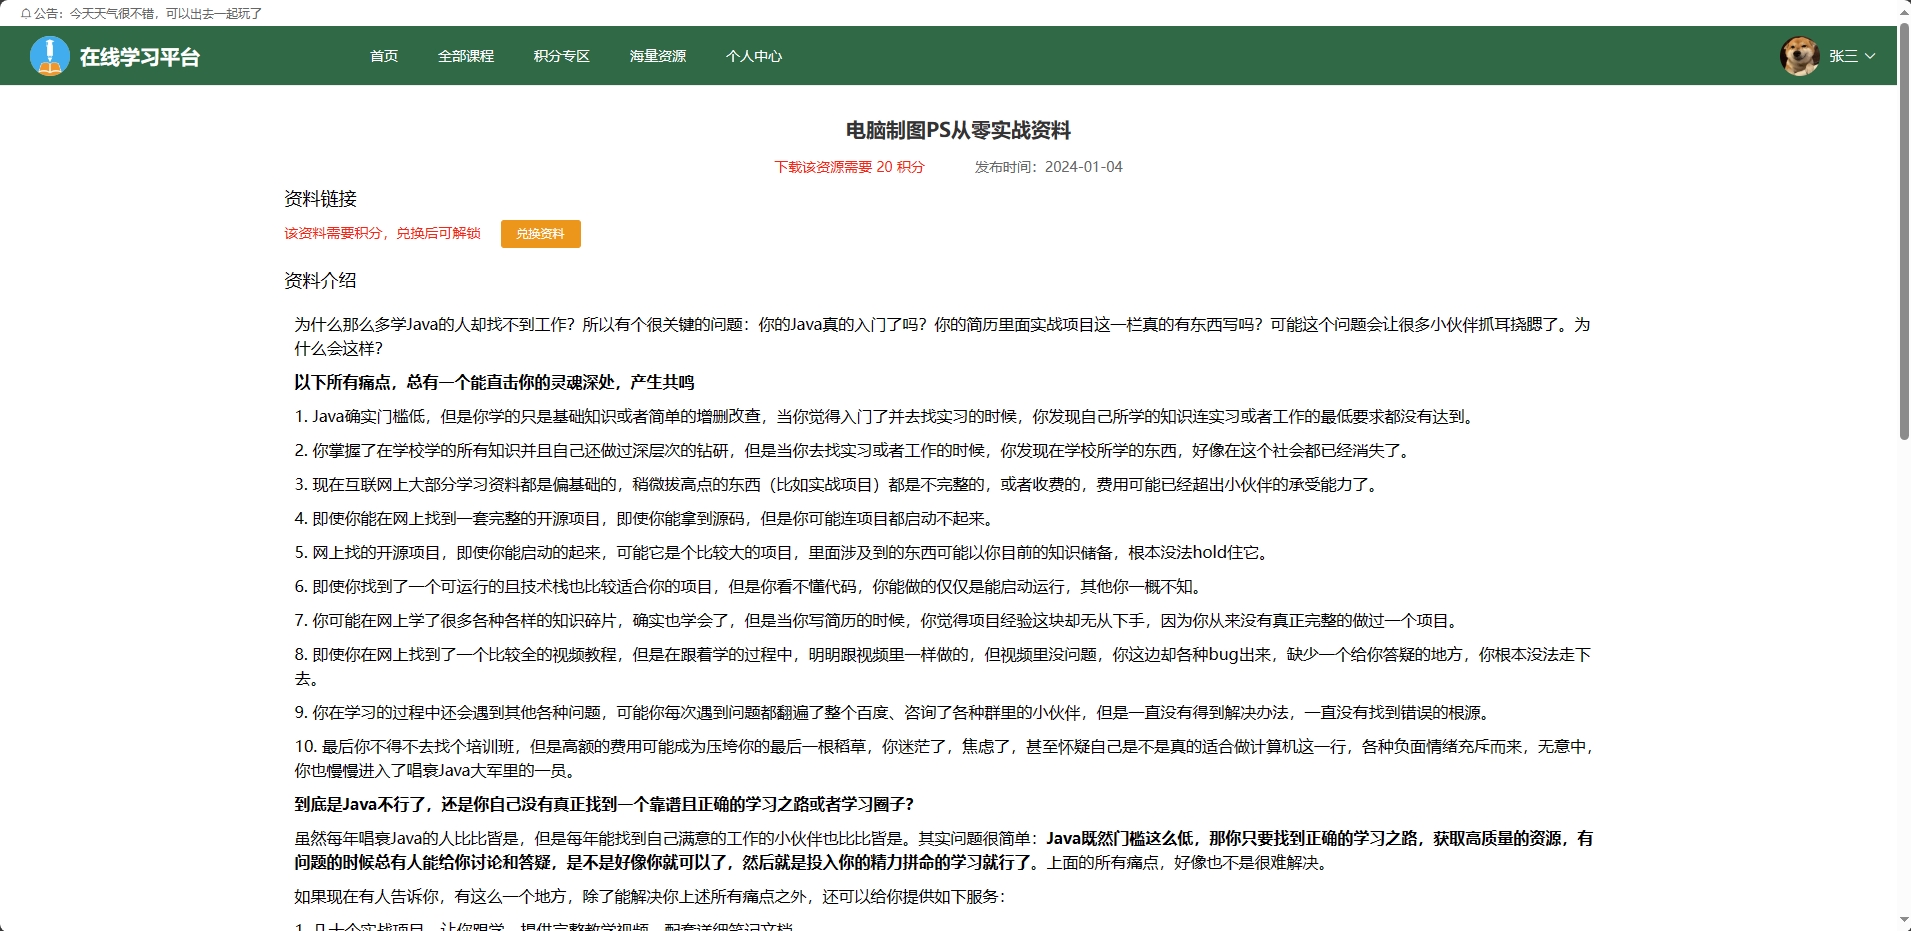 公告：今天天气很不错，可以出去一起玩了
在线学习平台
首页 全部课程 积分专区 海量资源 个人中心 张三
电脑制图PS从零实战资料
下载该资源需要 20 积分 发布时间：2024-01-04
资料链接
该资料需要积分，兑换后可解锁 兑换资料
资料介绍
为什么那么多学Java的人却找不到工作？所以有个很关键的问题：你的Java真的入门了吗？你的简历里面实战项目这一栏真的有东西写吗？可能这个问题会让很多小伙伴抓耳挠腮了。为
什么会这样？
以下所有痛点，总有一个能直击你的灵魂深处，产生共鸣
1. Java确实门槛低，但是你学的只是基础知识或者简单的增删改查，当你觉得入门了并去找实习的时候，你发现自己所学的知识连实习或者工作的最低要求都没有达到。
2. 你掌握了在学校学的所有知识并且自己还做过深层次的钻研，但是当你去找实习或者工作的时候，你发现在学校所学的东西，好像在这个社会都已经消失了。
3. 现在互联网上大部分学习资料都是偏基础的，稍微拔高点的东西（比如实战项目）都是不完整的，或者收费的，费用可能已经超出小伙伴的承受能力了。
4. 即使你能在网上找到一套完整的开源项目，即使你能拿到源码，但是你可能连项目都启动不起来。
5. 网上找的开源项目，即使你能启动的起来，可能它是个比较大的项目，里面涉及到的东西可能以你目前的知识储备，根本没法hold住它。
6. 即使你找到了一个可运行的且技术栈也比较适合你的项目，但是你看不懂代码，你能做的仅仅是能启动运行，其他你一概不知。
7. 你可能在网上学了很多各种各样的知识碎片，确实也学会了，但是当你写简历的时候，你觉得项目经验这块却无从下手，因为你从来没有真正完整的做过一个项目。
8. 即使你在网上找到了一个比较全的视频教程，但是在跟着学的过程中，明明跟视频里一样做的，但视频里没问题，你这边却各种bug出来，缺少一个给你答疑的地方，你根本没法走下
去。
9. 你在学习的过程中还会遇到其他各种问题，可能你每次遇到问题都翻遍了整个百度、咨询了各种群里的小伙伴，但是一直没有得到解决办法，一直没有找到错误的根源。
10. 最后你不得不去找个培训班，但是高额的费用可能成为压垮你的最后一根稻草，你迷茫了，焦虑了，甚至怀疑自己是不是真的适合做计算机这一行，各种负面情绪充斥而来，无意中，
你也慢慢进入了唱衰Java大军里的一员。
到底是Java不行了，还是你自己没有真正找到一个靠谱且正确的学习之路或者学习圈子？
虽然每年唱衰Java的人比比皆是，但是每年能找到自己满意的工作的小伙伴也比比皆是。其实问题很简单：Java既然门槛这么低，那你只要找到正确的学习之路，获取高质量的资源，有
问题的时候总有人能给你讨论和答疑，是不是好像你就可以了，然后就是投入你的精力拼命的学习就行了。上面的所有痛点，好像也不是很难解决。
如果现在有人告诉你，有这么一个地方，除了能解决你上述所有痛点之外，还可以给你提供如下服务：
1. 几十个实战项目，让你跟学，提供完整教学视频，配套详细笔记文档